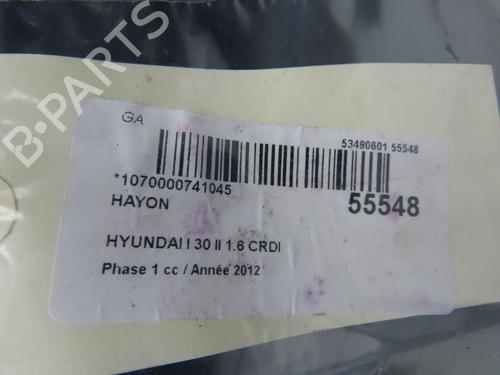 B-PARTS
GA
53490601 55548
*1070000741045
HAYON
55548
HYUNDAI I 30 II 1.6 CRDI
Phase 1 cc / Année 2012